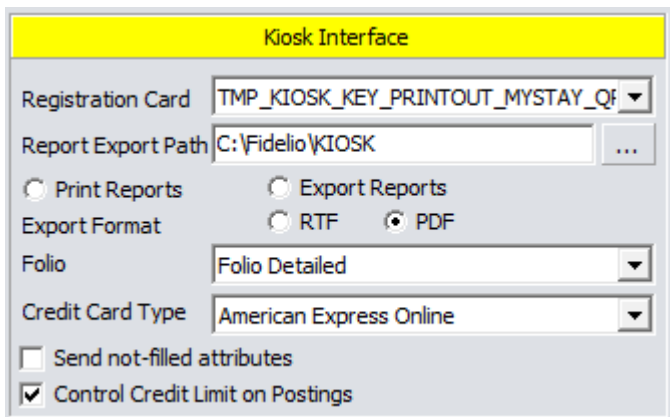 Kiosk Interface
Registration Card TMP_KIOSK_KEY_PRINTOUT_MYSTAY_
Report Export Path C:\Fidelio\KIOSK ...
Print Reports Export Reports
Export Format RTF PDF
Folio Folio Detailed
Credit Card Type American Express Online
Send not-filled attributes
Control Credit Limit on Postings